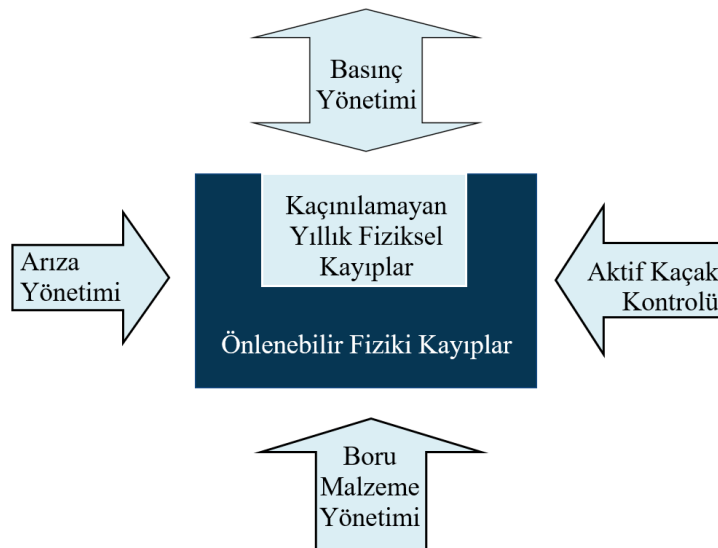 Basınç
Yönetimi
Kaçınılamayan
Yıllık Fiziksel
Kayıplar
Arıza
Yönetimi
Aktif Kaçak
Kontrolü
Önlenebilir Fiziki Kayıplar
Boru
Malzeme
Yönetimi